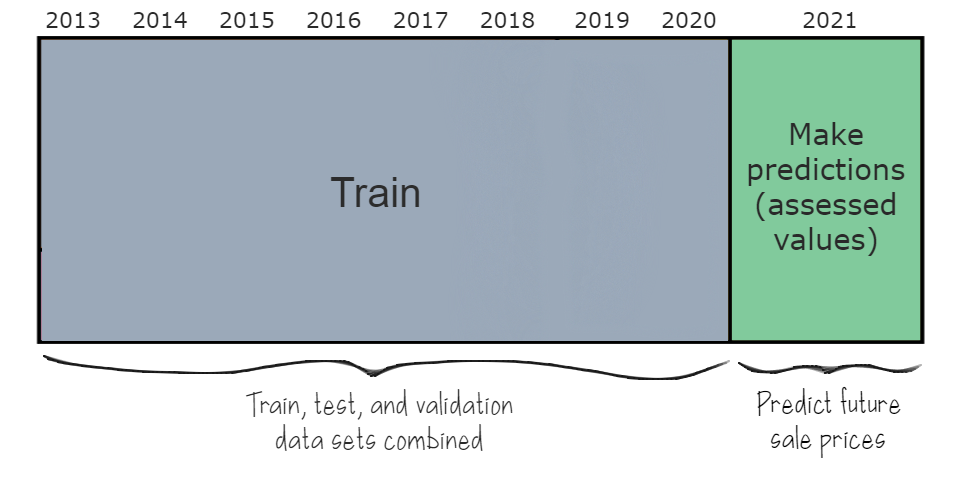 2013 2014 2015 2016 2017 2018 2019 2020 2021
Train
Make
predictions
(assessed
values)
Train, test, and validation
data sets combined
Predict future
sale prices